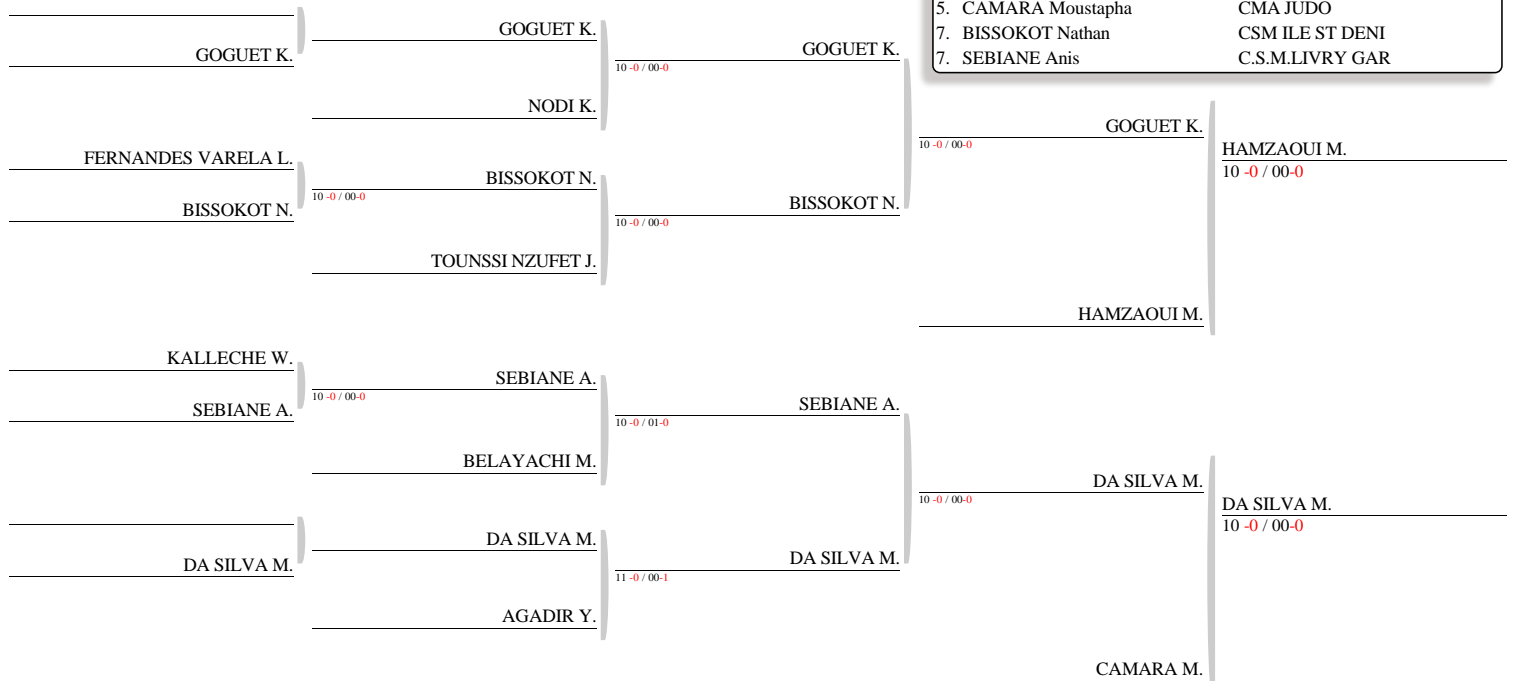 5. CAMARA Moustapha CMA JUDO
7. BISSOKOT Nathan CSM ILE ST DENI
7. SEBIANE Anis C.S.M.LIVRY GAR
GOGUET K.
FERNANDES VARELA L.
BISSOKOT N.
KALLECHE W.
SEBIANE A.
DA SILVA M.
GOGUET K.
NODI K.
BISSOKOT N.
10 -0 / 00-0
TOUNSSI NZUFET J.
SEBIANE A.
10 -0 / 00-0
BELAYACHI M.
DA SILVA M.
AGADIR Y.
GOGUET K.
10 -0 / 00-0
BISSOKOT N.
10 -0 / 00-0
SEBIANE A.
10 -0 / 01-0
DA SILVA M.
11 -0 / 00-1
GOGUET K.
10 -0 / 00-0
HAMZAOUI M.
DA SILVA M.
10 -0 / 00-0
CAMARA M.
HAMZAOUI M.
10 -0 / 00-0
DA SILVA M.
10 -0 / 00-0